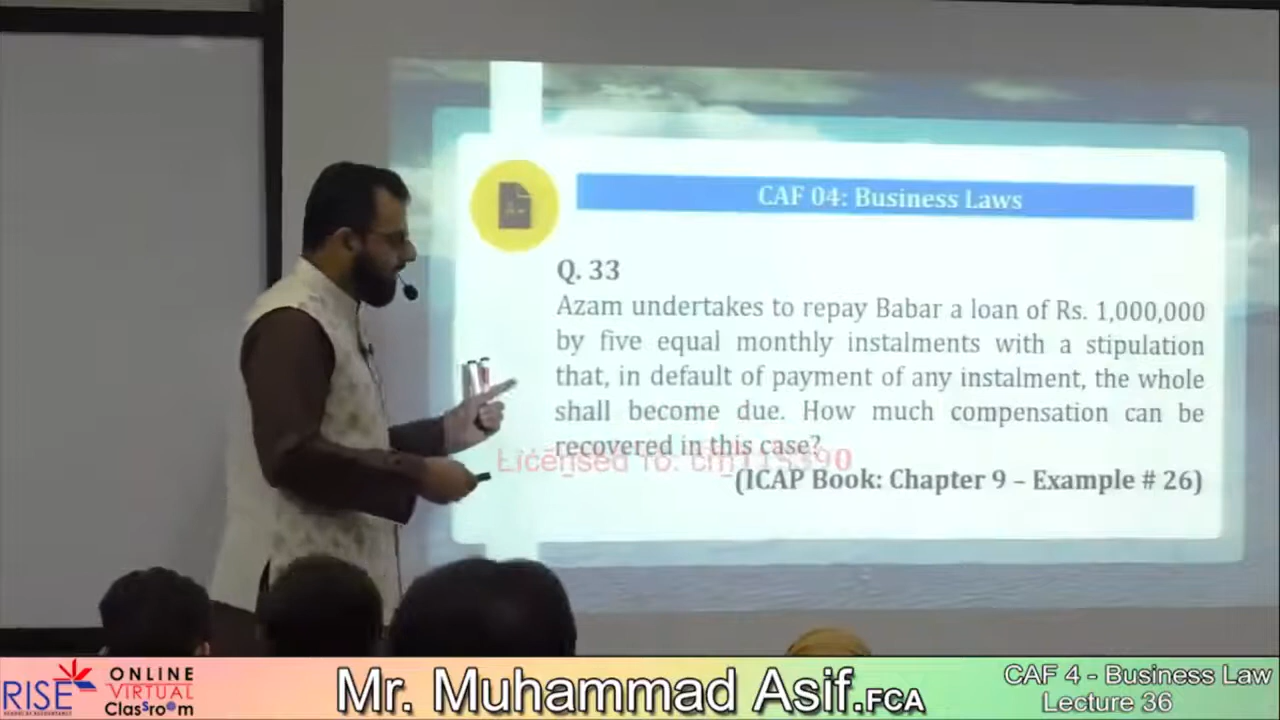 CAF 04: Business Laws
Q. 33
Azam undertakes to repay Babar a loan of Rs. 1,000,000
by five equal monthly instalments with a stipulation
that, in default of payment of any instalment, the whole
shall become due. How much compensation can be
recovered in this case?
Licensed to: cm115390
(ICAP Book: Chapter 9 – Example # 26)
RISE
ONLINE
VIRTUAL
ClasSroom
Mr. Muhammad Asif.FCA
CAF 4 - Business Law
Lecture 36